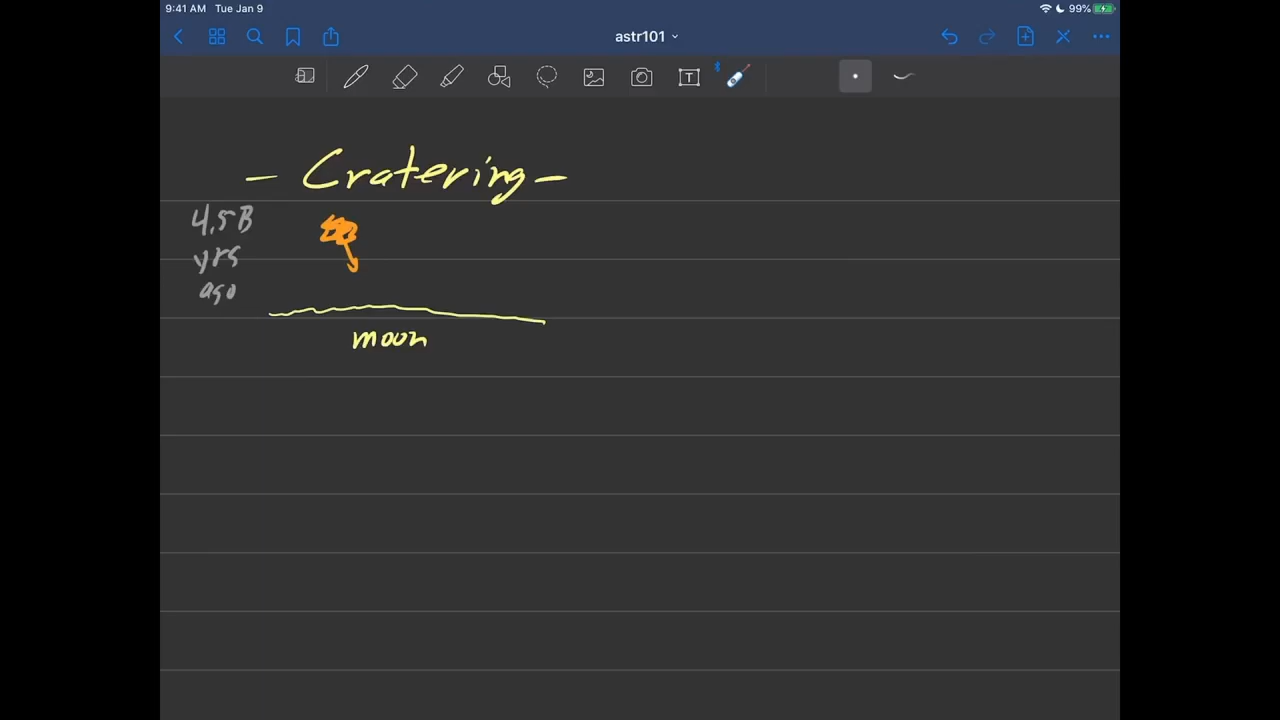 9:41 AM Tue Jan 9 99%
astr101
T
- Cratering -
4.5B
yrs
ago
moon